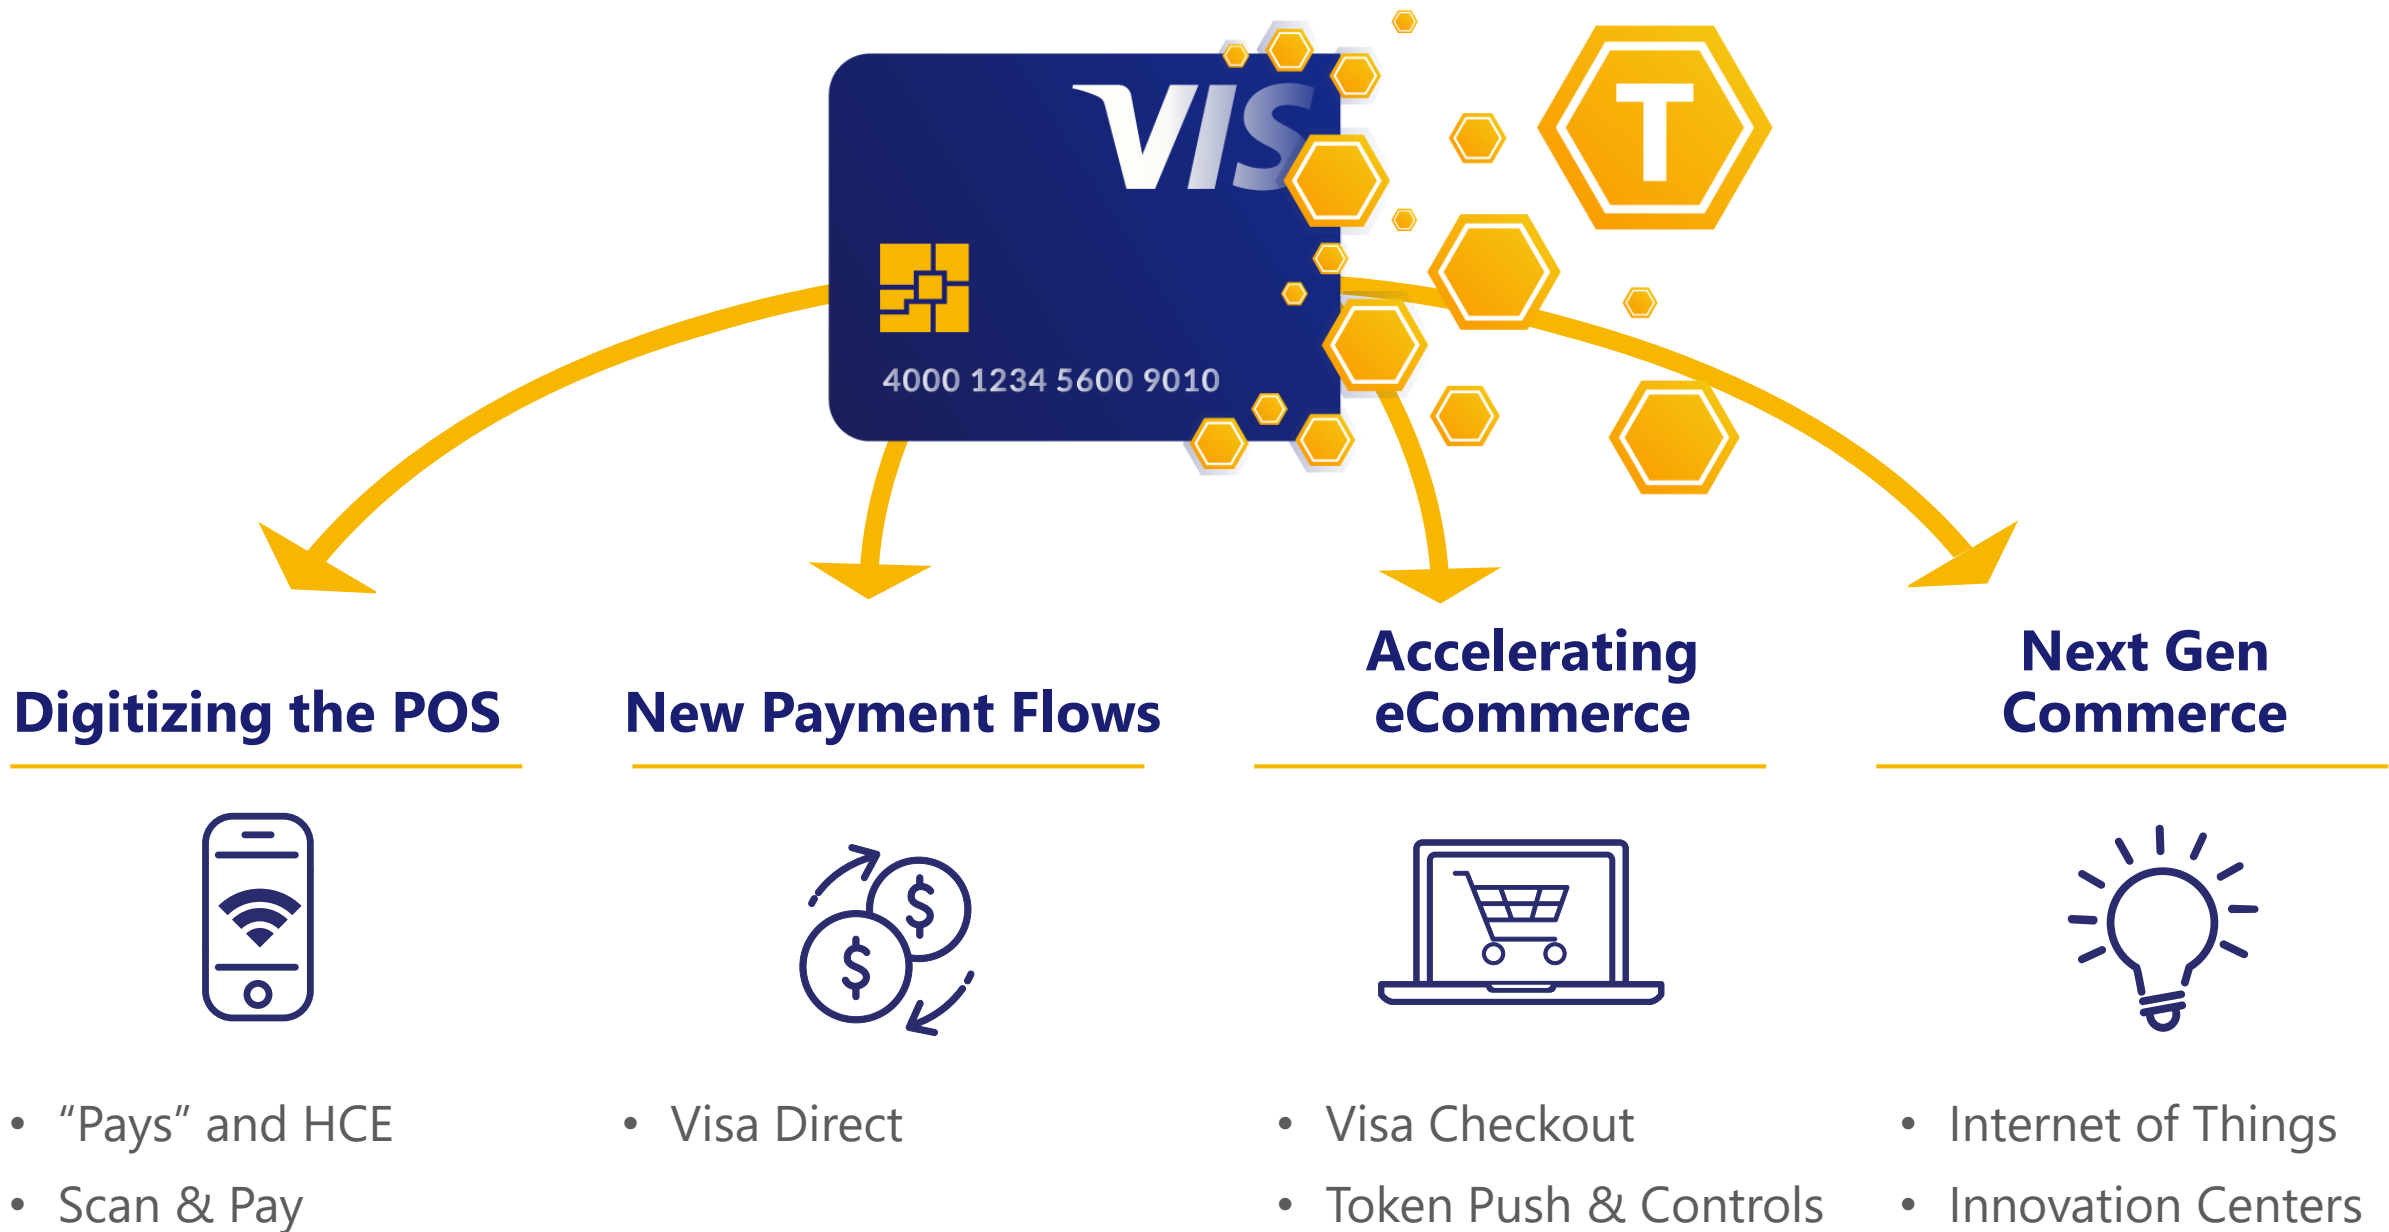 VIS
T
4000 1234 5600 9010
Digitizing the POS
New Payment Flows
Accelerating
eCommerce
Next Gen
Commerce
$
$
• “Pays” and HCE
• Scan & Pay
• Visa Direct
• Visa Checkout
• Token Push & Controls
• Internet of Things
• Innovation Centers